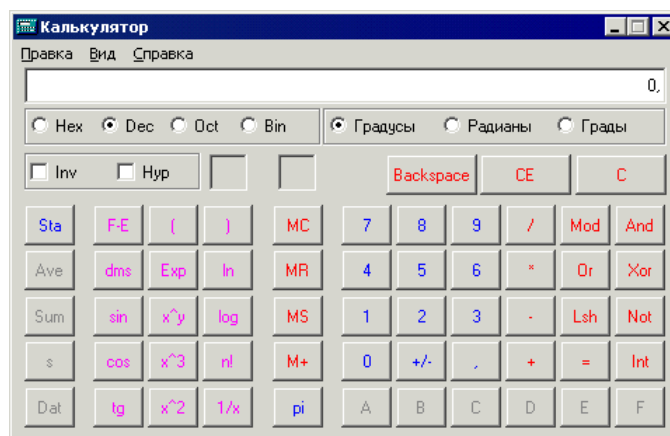 Калькулятор
Правка Вид Справка
0,
Hex Dec Oct Bin Градусы Радианы Грады
Inv Hyp Backspace CE C
Sta F-E ( ) MC 7 8 9 / Mod And
Ave dms Exp ln MR 4 5 6 * Or Xor
Sum sin x^y log MS 1 2 3 - Lsh Not
s cos x^3 n! M+ 0 +/- , + = Int
Dat tg x^2 1/x pi A B C D E F